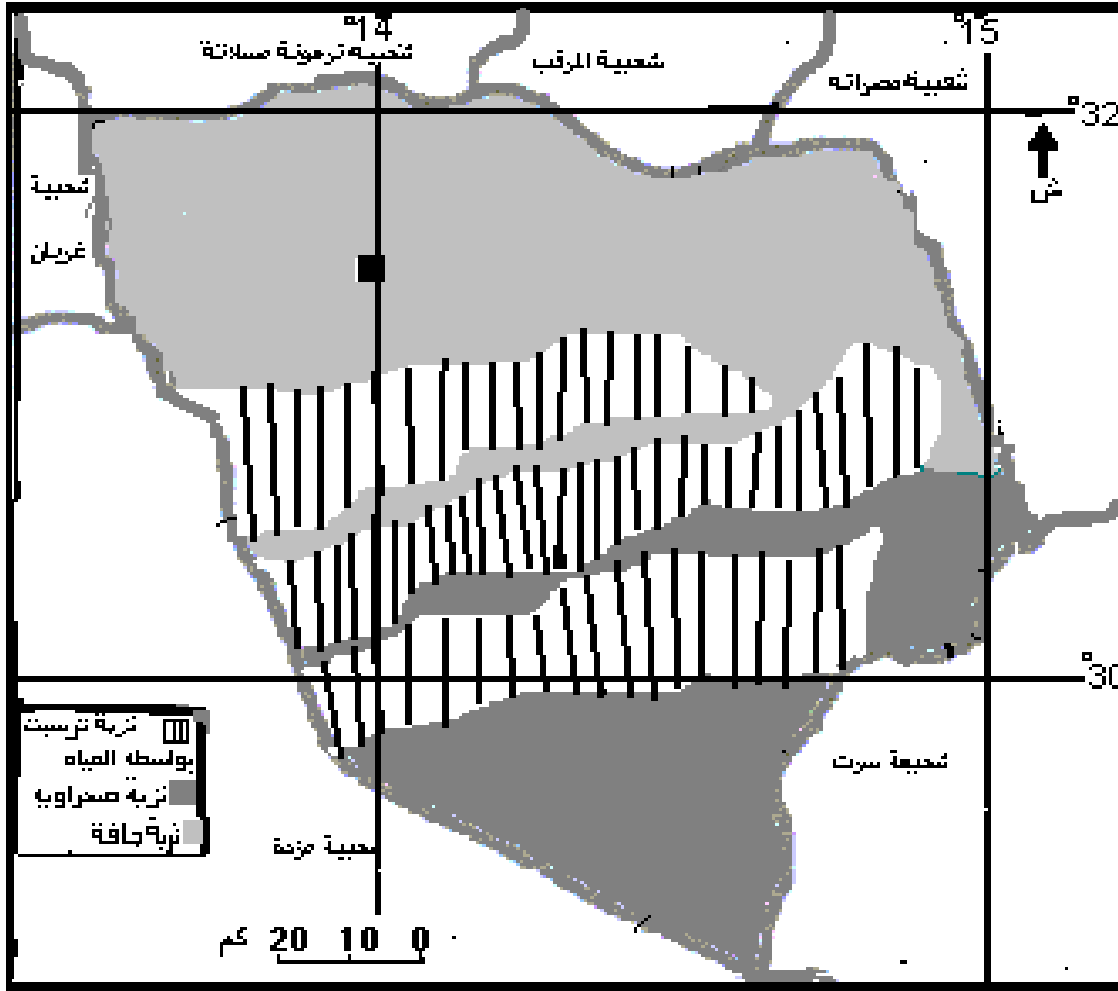 °14
°15
شعبية ترهونة مسلاتة
شعبية المرقب
شعبية مصراته
°32
ش
شعبية
غريان
°30
تربة ترسبت
بواسطة المياه
تربة صحراوية
تربة جافة
شعبية سرت
شعبية مزدة
كم 20 10 0